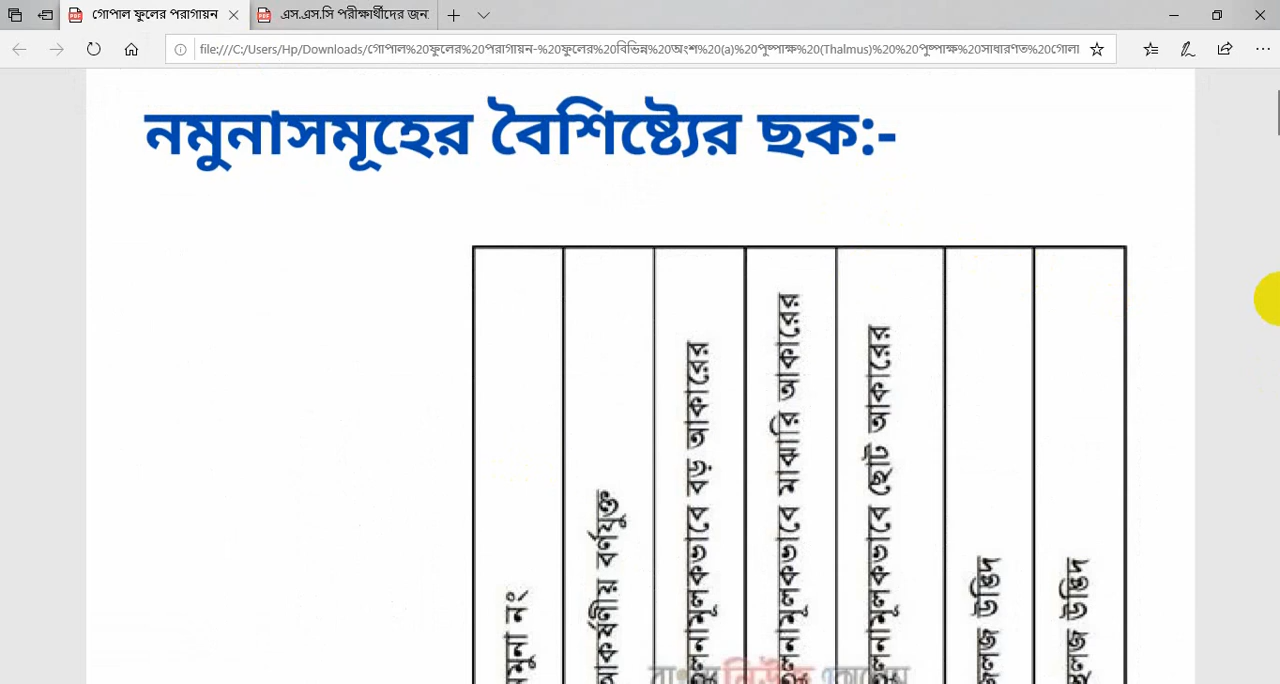 গোপাল ফুলের পরাগায়ন
এস.এস.সি পরীক্ষার্থীদের জন
file:///C:/Users/Hp/Downloads/গোপাল%20ফুলের%20পরাগায়ন-%20ফুলের%20বিভিন্ন%20অংশ%20(a)%20পুষ্পাক্ষ%20(Thalmus)%20%20পুষ্পাক্ষ%20সাধারণত%20গোলা
নমুনাসমূহের বৈশিষ্ট্যের ছক:-
নমুনা নং
আকর্ষণীয় বর্ণযুক্ত
তুলনামূলকভাবে বড় আকারের
তুলনামূলকভাবে মাঝারি আকারের
তুলনামূলকভাবে ছোট আকারের
জলজ উদ্ভিদ
স্থলজ উদ্ভিদ